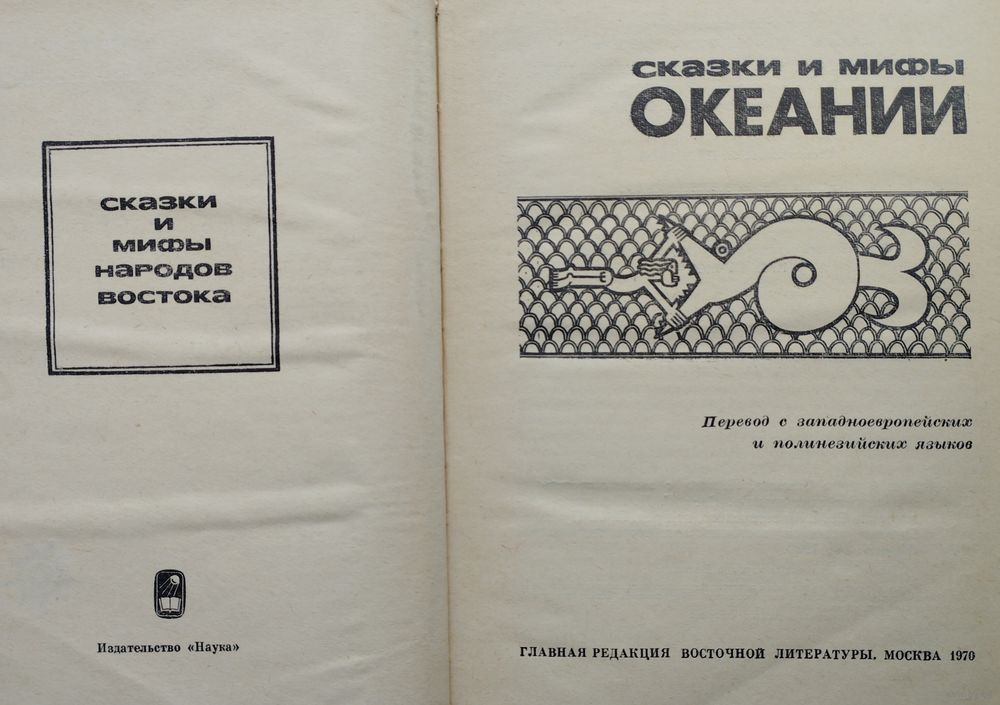 сказки
и
мифы
народов
востока
Издательство «Наука»
сказки и мифы
ОКЕАНИИ
Перевод с западноевропейских
и полинезийских языков
ГЛАВНАЯ РЕДАКЦИЯ ВОСТОЧНОЙ ЛИТЕРАТУРЫ. МОСКВА 1970